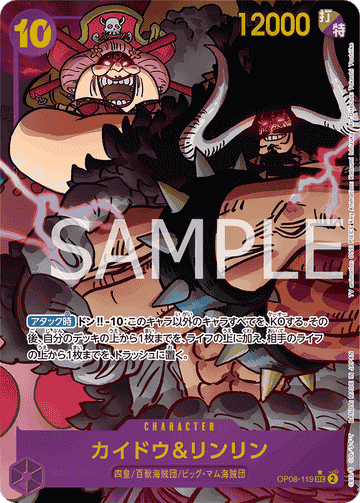 10
12000
打
特
SAMPLE
アタック時 ドン!!-10:このキャラ以外のキャラすべてを、KOする。その
後、自分のデッキの上から1枚までを、ライフの上に加え、相手のライフ
の上から1枚までを、トラッシュに置く。
CHARACTER
カイドウ&リンリン
四皇/百獣海賊団/ビッグ・マム海賊団
OP08-119 SEC 2